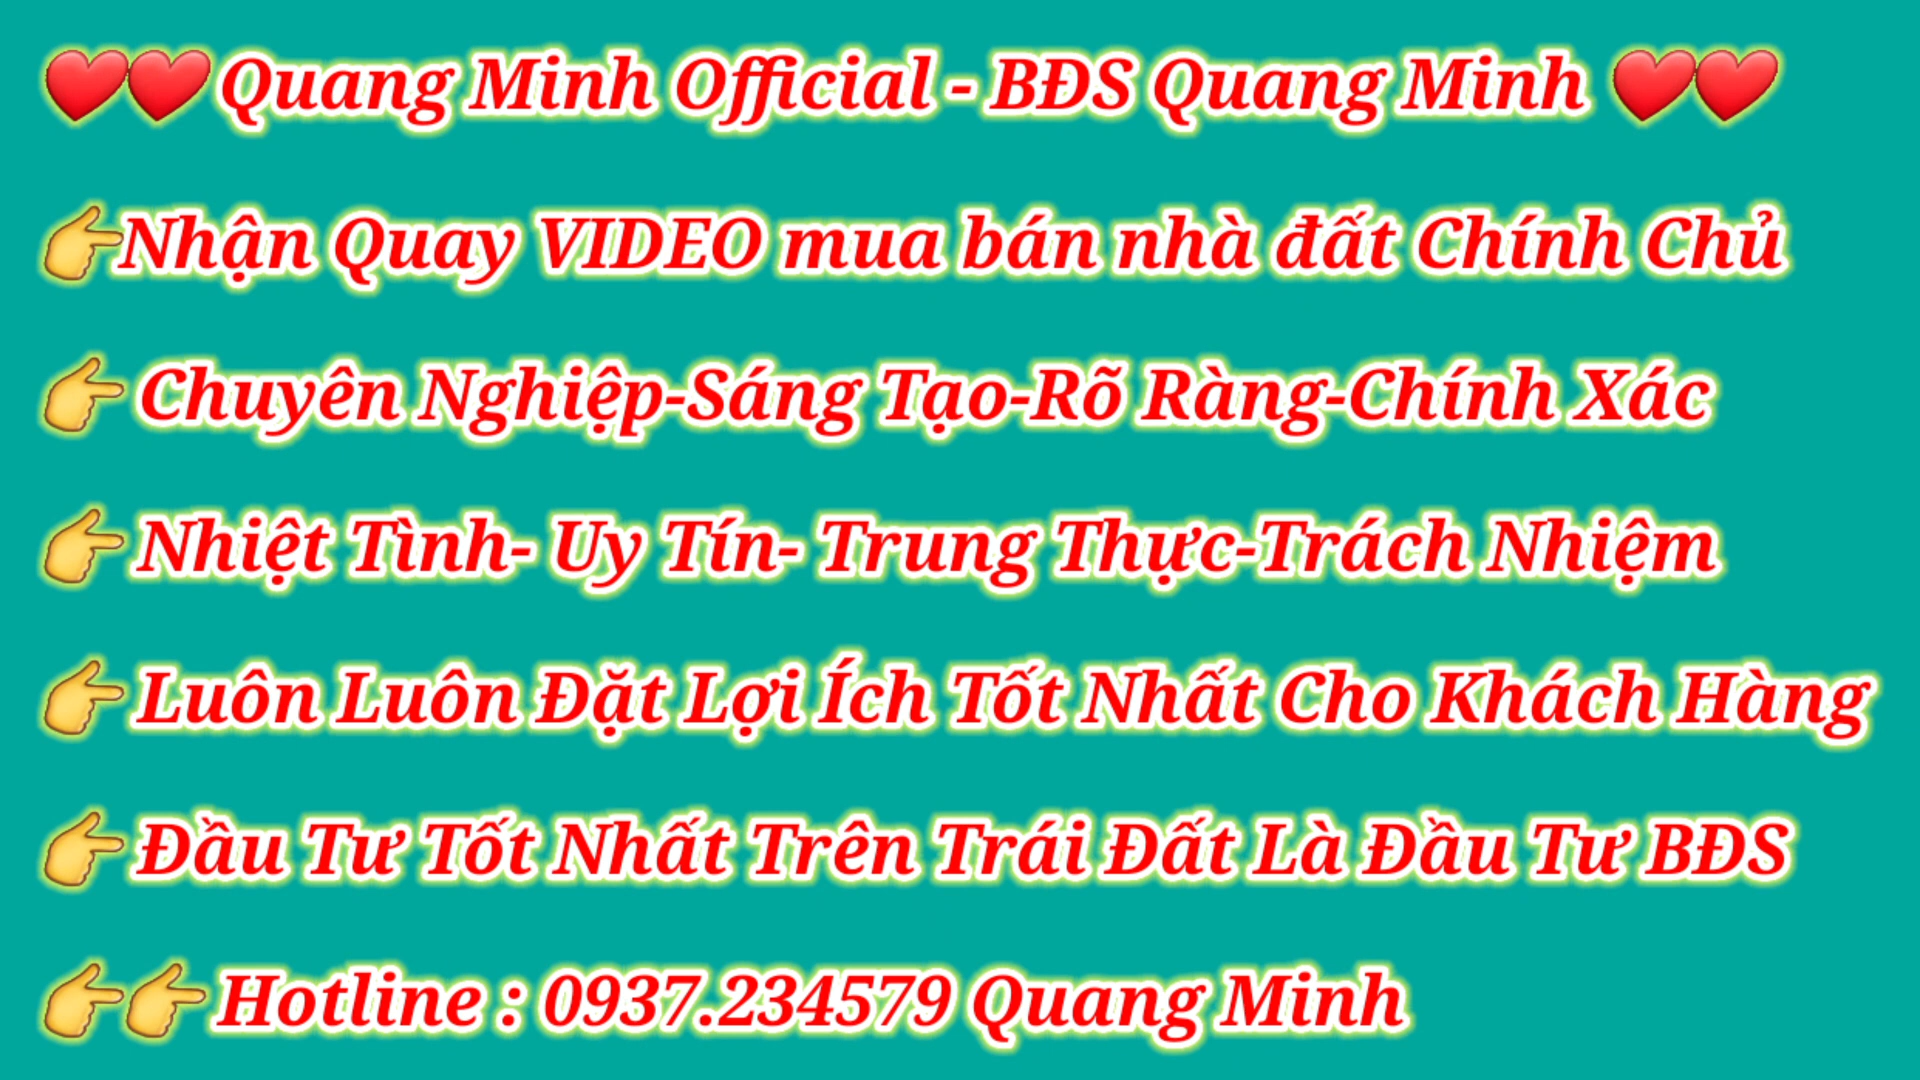 ❤️❤️ Quang Minh Official - BĐS Quang Minh ❤️❤️
👉Nhận Quay VIDEO mua bán nhà đất Chính Chủ
👉 Chuyên Nghiệp-Sáng Tạo-Rõ Ràng-Chính Xác
👉 Nhiệt Tình- Uy Tín- Trung Thực-Trách Nhiệm
👉 Luôn Luôn Đặt Lợi Ích Tốt Nhất Cho Khách Hàng
👉 Đầu Tư Tốt Nhất Trên Trái Đất Là Đầu Tư BĐS
👉👉 Hotline : 0937.234579 Quang Minh